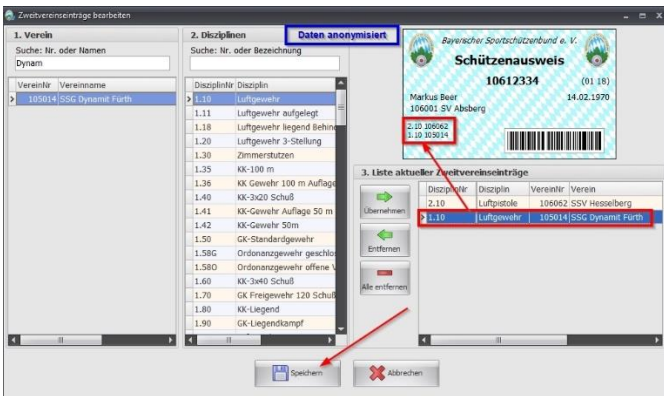 Zweitvereinseinträge bearbeiten
1. Verein
Suche: Nr. oder Namen
Dynam
VereinNr Vereinname
105014 SSG Dynamit Fürth
2. Disziplinen
Daten anonymisiert
Suche: Nr. oder Bezeichnung
DisziplinNr Disziplin
1.10 Luftgewehr
1.11 Luftgewehr aufgelegt
1.18 Luftgewehr liegend Behin
1.20 Luftgewehr 3-Stellung
1.30 Zimmerstutzen
1.35 KK-100 m
1.36 KK Gewehr 100 m Auflage
1.40 KK-3x20 Schuß
1.41 KK-Gewehr Auflage 50 m
1.42 KK-Gewehr 50m
1.50 GK-Standardgewehr
1.58G Ordonanzgewehr geschlos
1.58O Ordonanzgewehr offene V
1.60 KK-3x40 Schuß
1.70 GK Freigewehr 120 Schuß
1.80 KK-Liegend
1.90 GK-Liegendkampf
Bayerischer Sportschützenbund e. V.
Schützenausweis
10612334 (01 18)
Markus Beer 14.02.1970
106001 SV Absberg
2.10 106062
1.10 105014
3. Liste aktueller Zweitvereinseinträge
Übernehmen
Entfernen
Alle entfernen
DisziplinNr Disziplin VereinNr Verein
2.10 Luftpistole 106062 SSV Hesselberg
1.10 Luftgewehr 105014 SSG Dynamit Fürth
Speichern
Abbrechen